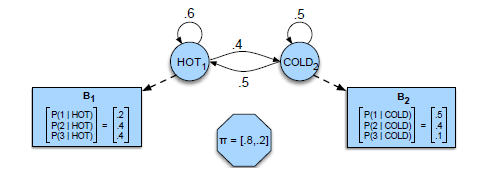 .6
.5
HOT1
.4
COLD2
.5
B1
P(1 | HOT) .2
P(2 | HOT) = .4
P(3 | HOT) .4
π = [.8,.2]
B2
P(1 | COLD) .5
P(2 | COLD) = .4
P(3 | COLD) .1